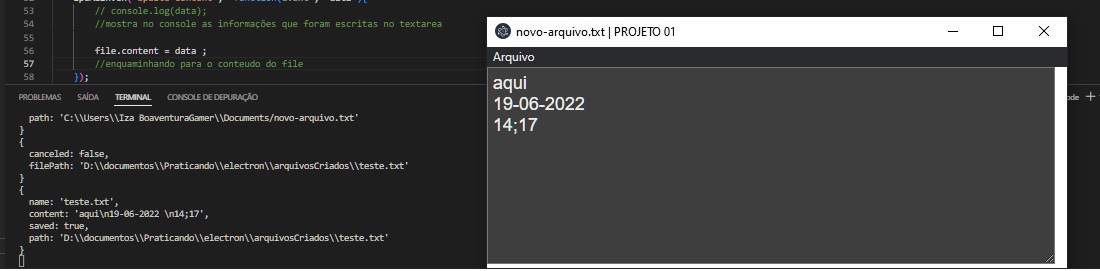 53 // console.log(data);
54 //mostra no console as informações que foram escritas no textarea
55
56 file.content = data ;
57 //enquaminhando para o conteudo do file
58 });
PROBLEMAS SAÍDA TERMINAL CONSOLE DE DEPURAÇÃO
path: 'C:\\Users\\Iza BoaventuraGamer\\Documents/novo-arquivo.txt'
}
{
canceled: false,
filePath: 'D:\\documentos\\Praticando\\electron\\arquivosCriados\\teste.txt'
}
{
name: 'teste.txt',
content: 'aqui\n19-06-2022 \n14;17',
saved: true,
path: 'D:\\documentos\\Praticando\\electron\\arquivosCriados\\teste.txt'
}
novo-arquivo.txt | PROJETO 01
Arquivo
aqui
19-06-2022
14;17